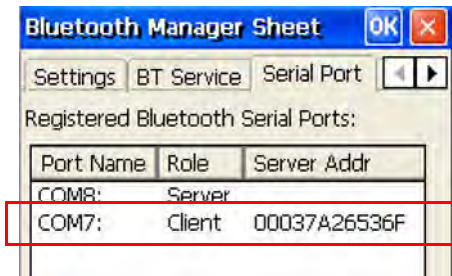 Bluetooth Manager Sheet OK
Settings BT Service Serial Port
Registered Bluetooth Serial Ports:
Port Name Role Server Addr
COM8: Server
COM7: Client 00037A26536F